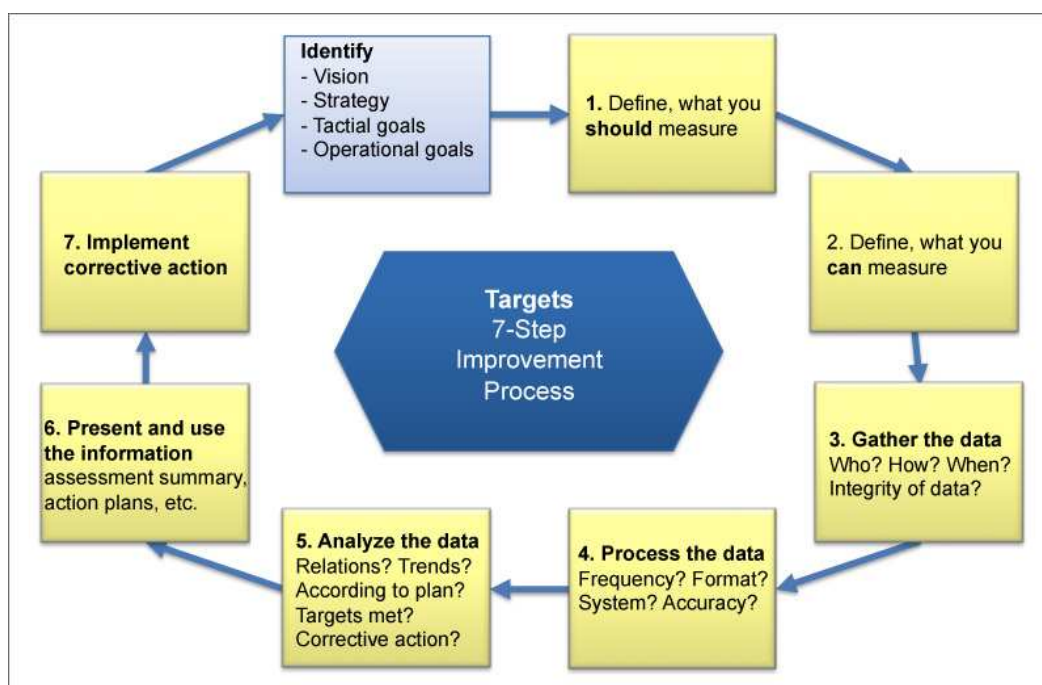 Identify
- Vision
- Strategy
- Tactial goals
- Operational goals
1. Define, what you
should measure
2. Define, what you
can measure
3. Gather the data
Who? How? When?
Integrity of data?
4. Process the data
Frequency? Format?
System? Accuracy?
5. Analyze the data
Relations? Trends?
According to plan?
Targets met?
Corrective action?
6. Present and use
the information
assessment summary,
action plans, etc.
7. Implement
corrective action
Targets
7-Step
Improvement
Process